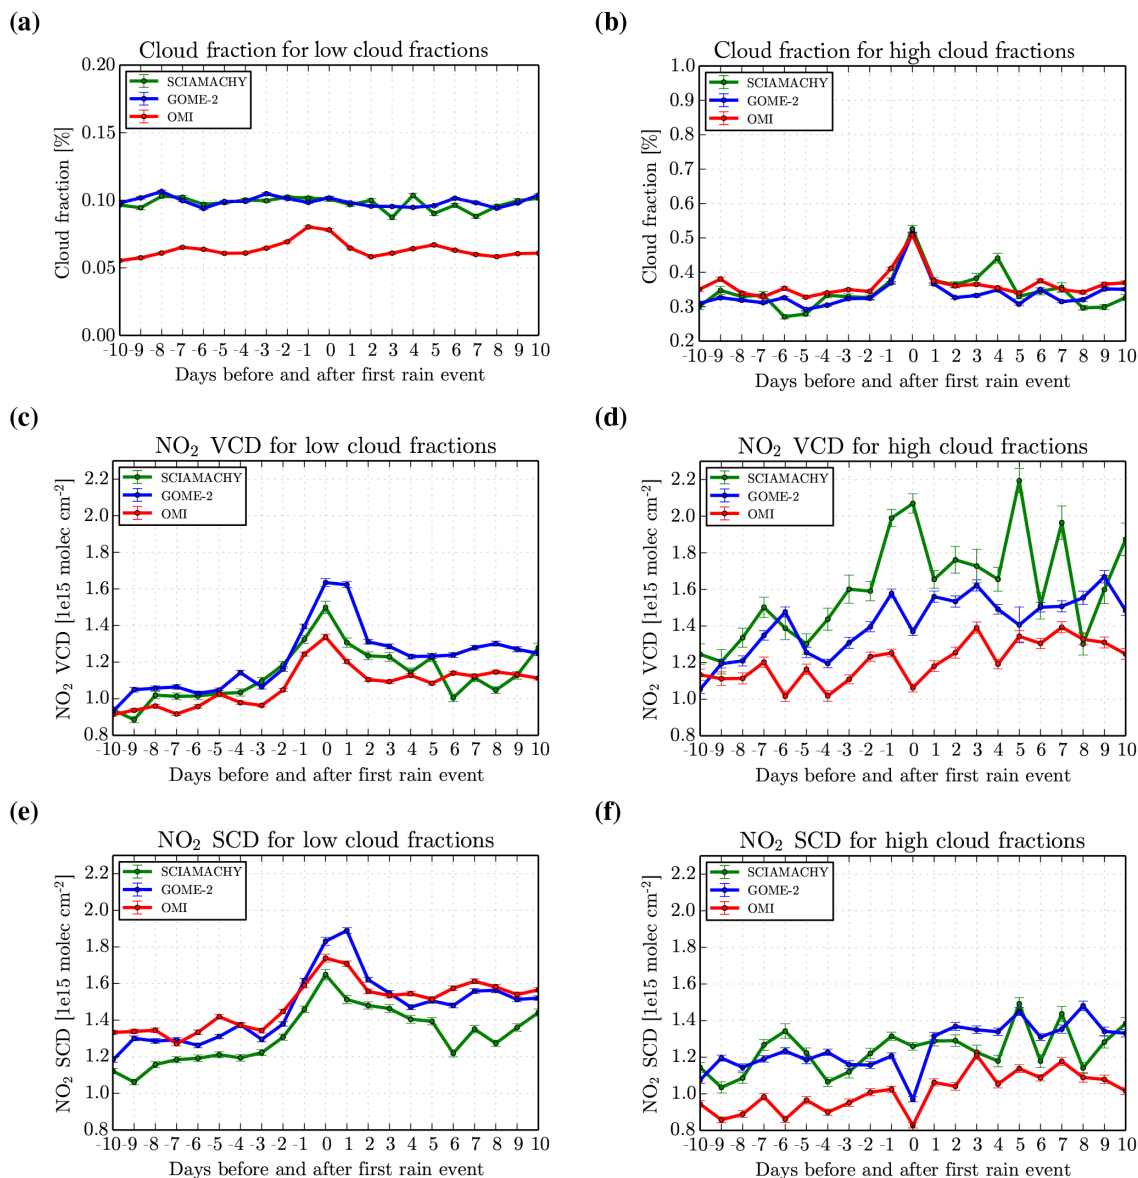 (a)
Cloud fraction for low cloud fractions
SCIAMACHY
GOME-2
OMI
Cloud fraction [%]
0.20
0.15
0.10
0.05
0.00
-10 -9 -8 -7 -6 -5 -4 -3 -2 -1 0 1 2 3 4 5 6 7 8 9 10
Days before and after first rain event
(b)
Cloud fraction for high cloud fractions
SCIAMACHY
GOME-2
OMI
Cloud fraction [%]
1.0
0.9
0.8
0.7
0.6
0.5
0.4
0.3
0.2
-10 -9 -8 -7 -6 -5 -4 -3 -2 -1 0 1 2 3 4 5 6 7 8 9 10
Days before and after first rain event
(c)
NO₂ VCD for low cloud fractions
SCIAMACHY
GOME-2
OMI
NO₂ VCD [1e15 molec cm⁻²]
2.2
2.0
1.8
1.6
1.4
1.2
1.0
0.8
-10 -9 -8 -7 -6 -5 -4 -3 -2 -1 0 1 2 3 4 5 6 7 8 9 10
Days before and after first rain event
(d)
NO₂ VCD for high cloud fractions
SCIAMACHY
GOME-2
OMI
NO₂ VCD [1e15 molec cm⁻²]
2.2
2.0
1.8
1.6
1.4
1.2
1.0
0.8
-10 -9 -8 -7 -6 -5 -4 -3 -2 -1 0 1 2 3 4 5 6 7 8 9 10
Days before and after first rain event
(e)
NO₂ SCD for low cloud fractions
SCIAMACHY
GOME-2
OMI
NO₂ SCD [1e15 molec cm⁻²]
2.2
2.0
1.8
1.6
1.4
1.2
1.0
0.8
-10 -9 -8 -7 -6 -5 -4 -3 -2 -1 0 1 2 3 4 5 6 7 8 9 10
Days before and after first rain event
(f)
NO₂ SCD for high cloud fractions
SCIAMACHY
GOME-2
OMI
NO₂ SCD [1e15 molec cm⁻²]
2.2
2.0
1.8
1.6
1.4
1.2
1.0
0.8
-10 -9 -8 -7 -6 -5 -4 -3 -2 -1 0 1 2 3 4 5 6 7 8 9 10
Days before and after first rain event